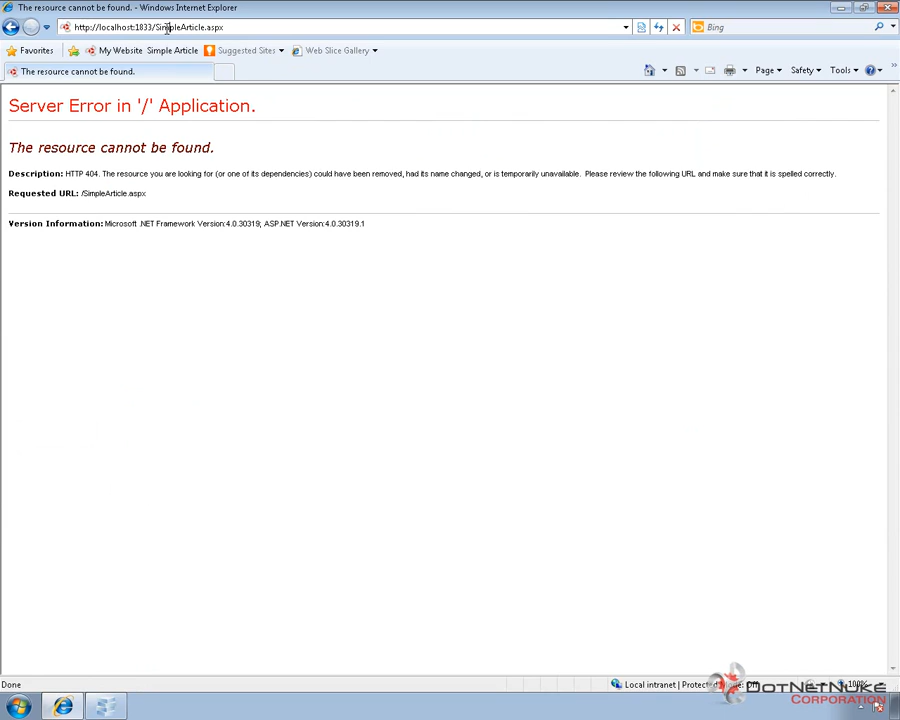 The resource cannot be found. - Windows Internet Explorer
http://localhost:1833/SimpleArticle.aspx
Bing
Favorites
My Website
Simple Article
Suggested Sites
Web Slice Gallery
The resource cannot be found.
Page
Safety
Tools
Server Error in '/' Application.
The resource cannot be found.
Description: HTTP 404. The resource you are looking for (or one of its dependencies) could have been removed, had its name changed, or is temporarily unavailable. Please review the following URL and make sure that it is spelled correctly.
Requested URL: /SimpleArticle.aspx
Version Information: Microsoft .NET Framework Version:4.0.30319; ASP.NET Version:4.0.30319.1
Done
Local intranet | Protected Mode: Off
100%
DotNetNuke
CORPORATION